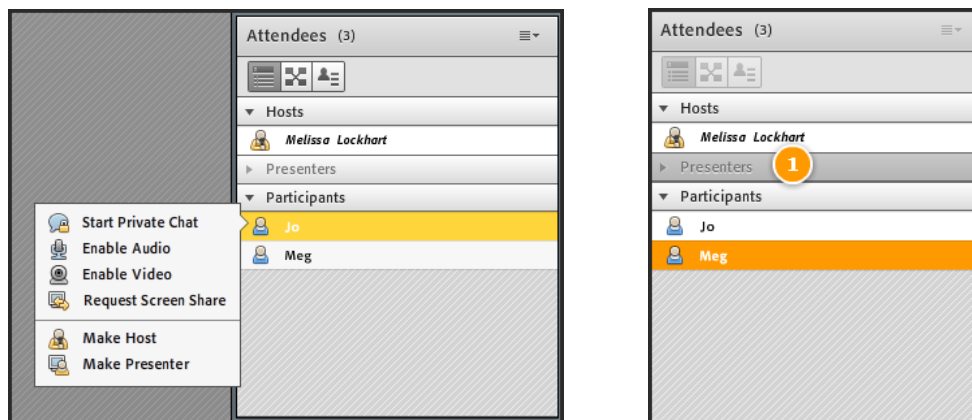 Attendees (3)
Hosts
Melissa Lockhart
Presenters
Participants
Jo
Meg
Start Private Chat
Enable Audio
Enable Video
Request Screen Share
Make Host
Make Presenter
Attendees (3)
Hosts
Melissa Lockhart
Presenters 1
Participants
Jo
Meg